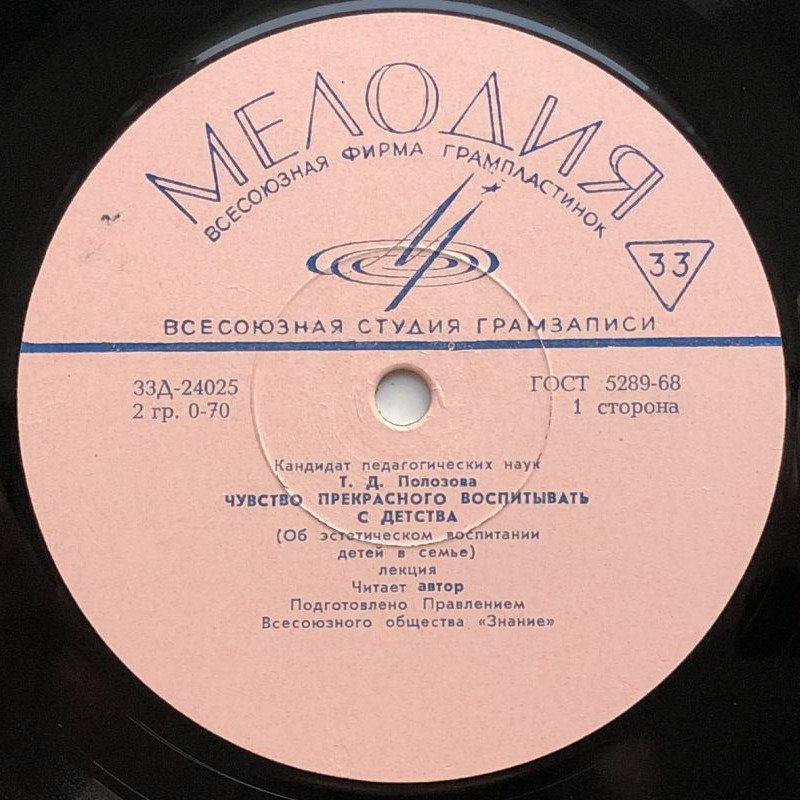 МЕЛОДИЯ
ВСЕСОЮЗНАЯ ФИРМА ГРАМПЛАСТИНОК
33
ВСЕСОЮЗНАЯ СТУДИЯ ГРАМЗАПИСИ
33Д-24025
ГОСТ 5289-68
2 гр. 0-70
1 сторона
Кандидат педагогических наук
Т. Д. Полозова
ЧУВСТВО ПРЕКРАСНОГО ВОСПИТЫВАТЬ
С ДЕТСТВА
(Об эстетическом воспитании
детей в семье)
лекция
Читает автор
Подготовлено Правлением
Всесоюзного общества «Знание»